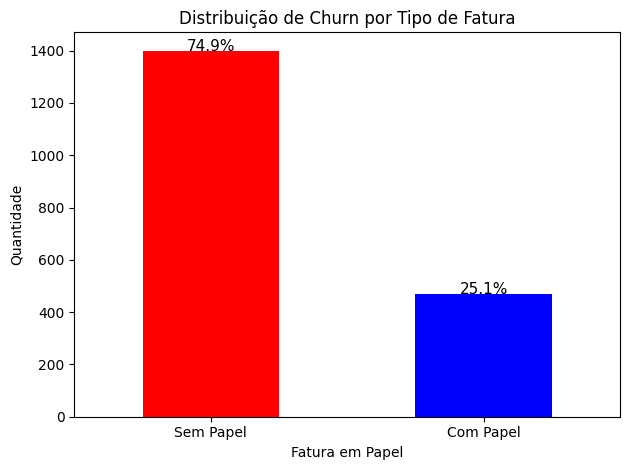 Distribuição de Churn por Tipo de Fatura
1400
1200
1000
800
600
400
200
0
Quantidade
74.9%
25.1%
Sem Papel
Com Papel
Fatura em Papel